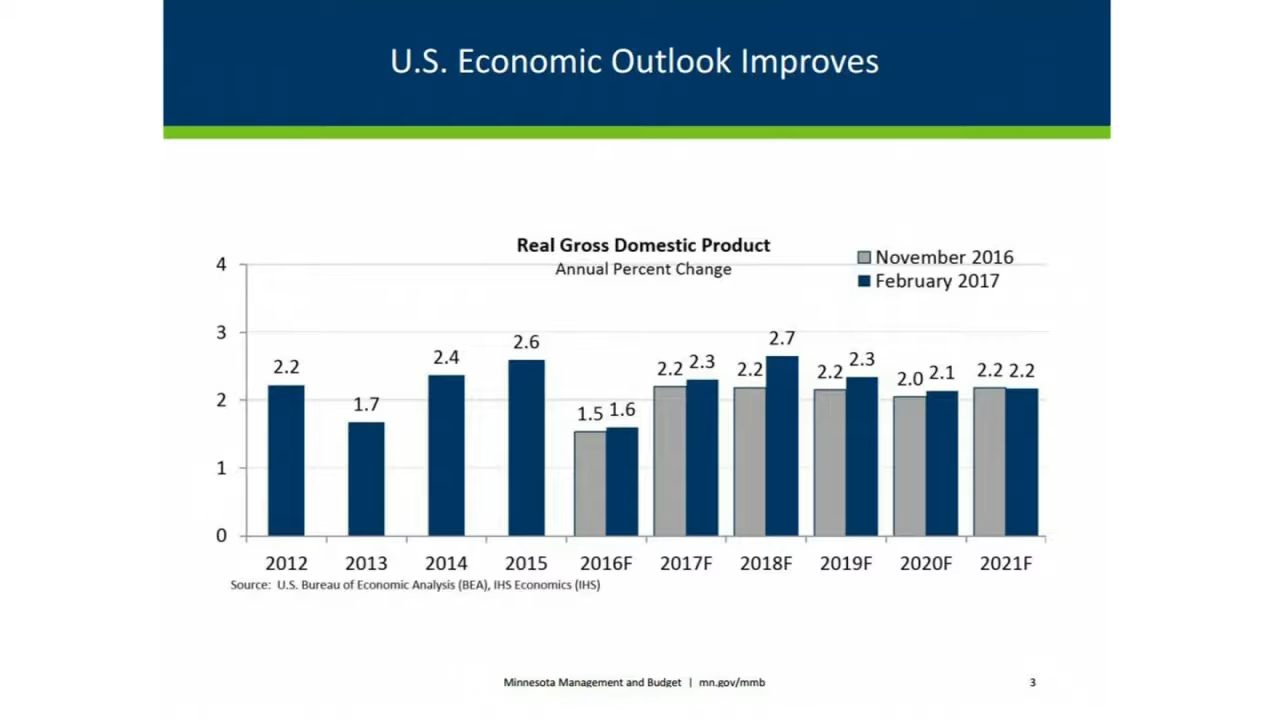 U.S. Economic Outlook Improves
Real Gross Domestic Product
Annual Percent Change
November 2016
February 2017
4
3
2
1
0
2.2
1.7
2.4
2.6
1.5 1.6
2.2 2.3
2.2 2.7
2.2 2.3
2.0 2.1
2.2 2.2
2012 2013 2014 2015 2016F 2017F 2018F 2019F 2020F 2021F
Source: U.S. Bureau of Economic Analysis (BEA), IHS Economics (IHS)
Minnesota Management and Budget | mn.gov/mmb 3